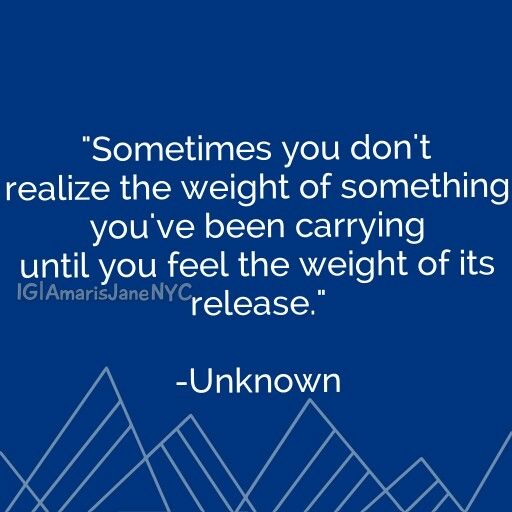 "Sometimes you don't
realize the weight of something
you've been carrying
until you feel the weight of its
IG|AmarisJaneNYC
release."
-Unknown